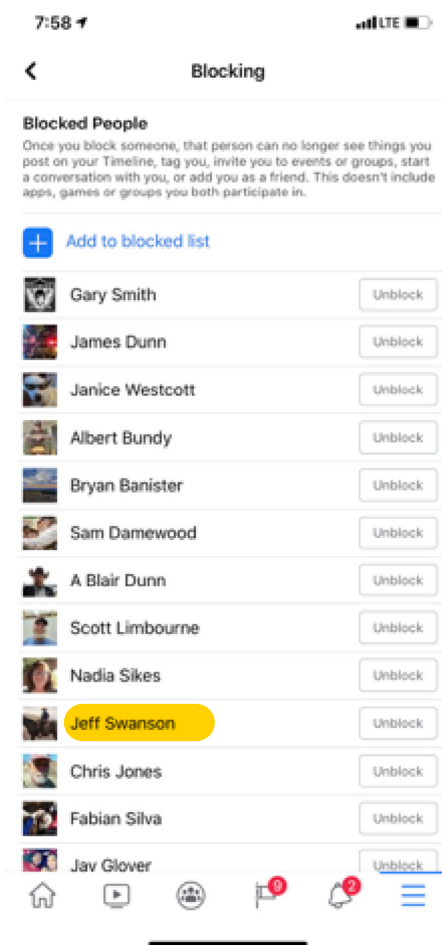 7:58
LTE
Blocking
Blocked People
Once you block someone, that person can no longer see things you
post on your Timeline, tag you, invite you to events or groups, start
a conversation with you, or add you as a friend. This doesn't include
apps, games or groups you both participate in.
Add to blocked list
Gary Smith Unblock
James Dunn Unblock
Janice Westcott Unblock
Albert Bundy Unblock
Bryan Banister Unblock
Sam Damewood Unblock
A Blair Dunn Unblock
Scott Limbourne Unblock
Nadia Sikes Unblock
Jeff Swanson Unblock
Chris Jones Unblock
Fabian Silva Unblock
Jay Glover Unblock
9 2